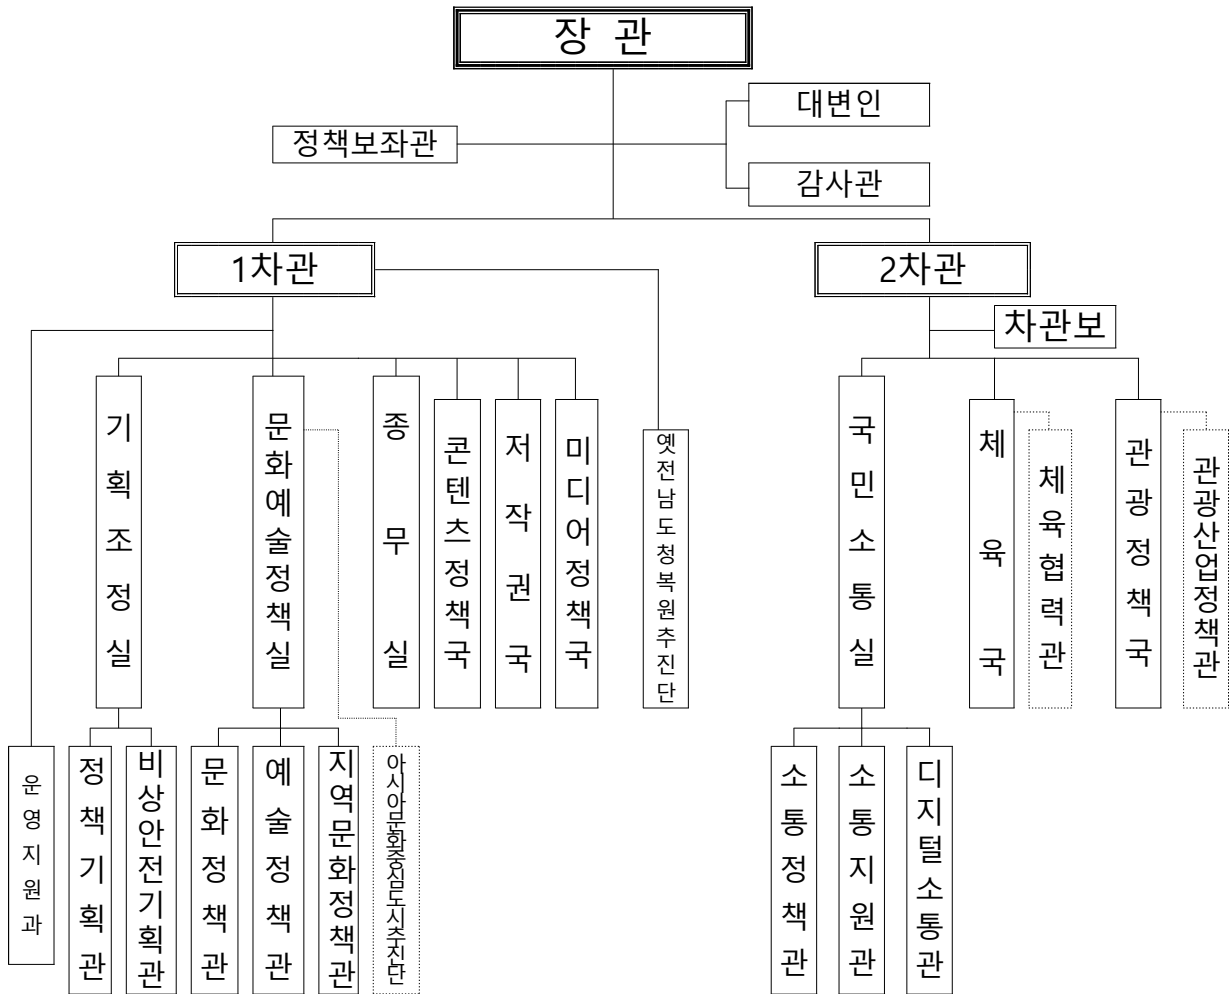 장 관
대변인
정책보좌관
감사관
1차관
2차관
차관보
기획조정실
문화예술정책실
종무실
콘텐츠정책국
저작권국
미디어정책국
옛전남도청복원추진단
국민소통실
체육국
체육협력관
관광정책국
관광산업정책관
운영지원과
정책기획관
비상안전기획관
문화정책관
예술정책관
지역문화정책관
아시아문화중심도시추진단
소통정책관
소통지원관
디지털소통관